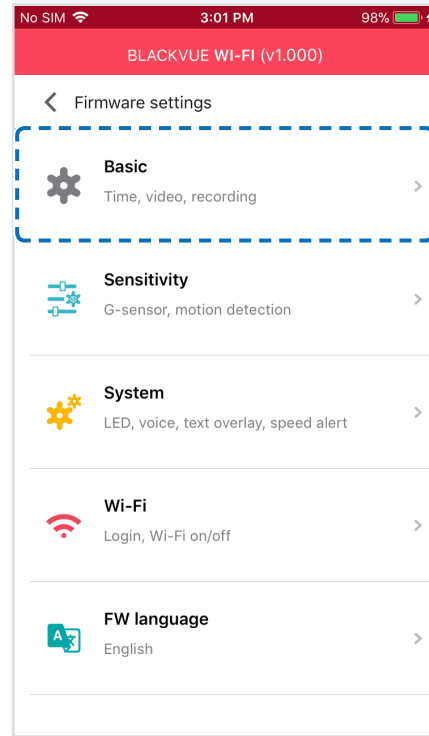 No SIM 3:01 PM 98%
BLACKVUE WI-FI (v1.000)
Firmware settings
Basic
Time, video, recording
Sensitivity
G-sensor, motion detection
System
LED, voice, text overlay, speed alert
Wi-Fi
Login, Wi-Fi on/off
A
FW language
English